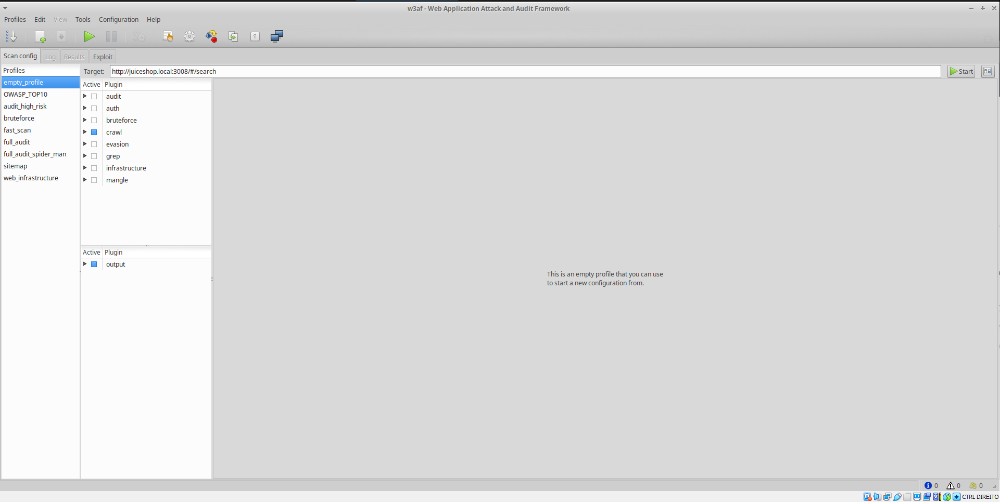 w3af - Web Application Attack and Audit Framework
Profiles Edit View Tools Configuration Help
Scan config Log Results Exploit
Profiles
empty_profile
OWASP_TOP10
audit_high_risk
bruteforce
fast_scan
full_audit
full_audit_spider_man
sitemap
web_infrastructure
Target: http://juiceshop.local:3008/#/search Start
Active Plugin
audit
auth
bruteforce
crawl
evasion
grep
infrastructure
mangle
Active Plugin
output
This is an empty profile that you can use
to start a new configuration from.
0 0 0
CTRL DIREITO